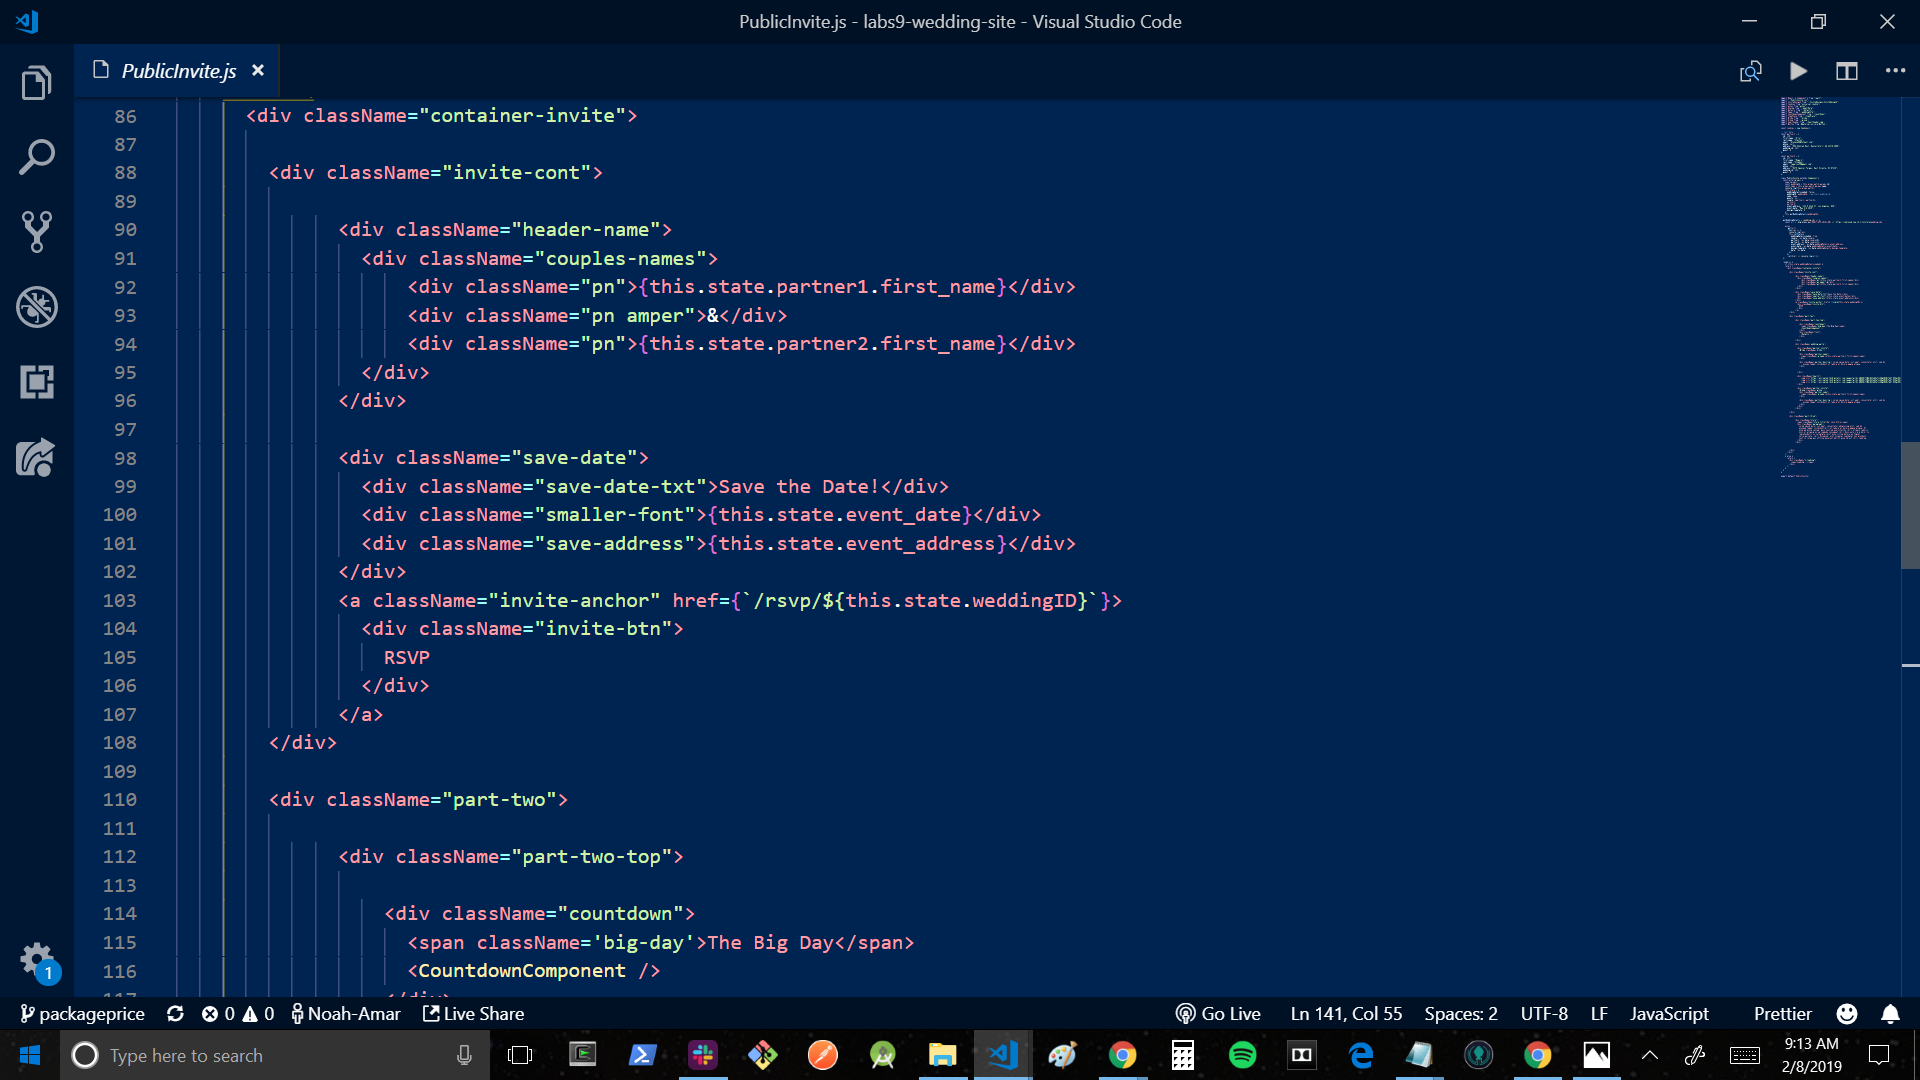 PublicInvite.js - labs9-wedding-site - Visual Studio Code
PublicInvite.js
86 <div className="container-invite">
87
88 <div className="invite-cont">
89
90 <div className="header-name">
91 <div className="couples-names">
92 <div className="pn">{this.state.partner1.first_name}</div>
93 <div className="pn amper">&</div>
94 <div className="pn">{this.state.partner2.first_name}</div>
95 </div>
96 </div>
97
98 <div className="save-date">
99 <div className="save-date-txt">Save the Date!</div>
100 <div className="smaller-font">{this.state.event_date}</div>
101 <div className="save-address">{this.state.event_address}</div>
102 </div>
103 <a className="invite-anchor" href={`/rsvp/${this.state.weddingID}`}>
104 <div className="invite-btn">
105 RSVP
106 </div>
107 </a>
108 </div>
109
110 <div className="part-two">
111
112 <div className="part-two-top">
113
114 <div className="countdown">
115 <span className='big-day'>The Big Day</span>
116 <CountdownComponent />
117 </div>
1
packageprice 0 0 Noah-Amar Live Share Go Live Ln 141, Col 55 Spaces: 2 UTF-8 LF JavaScript Prettier
Type here to search
9:13 AM
2/8/2019